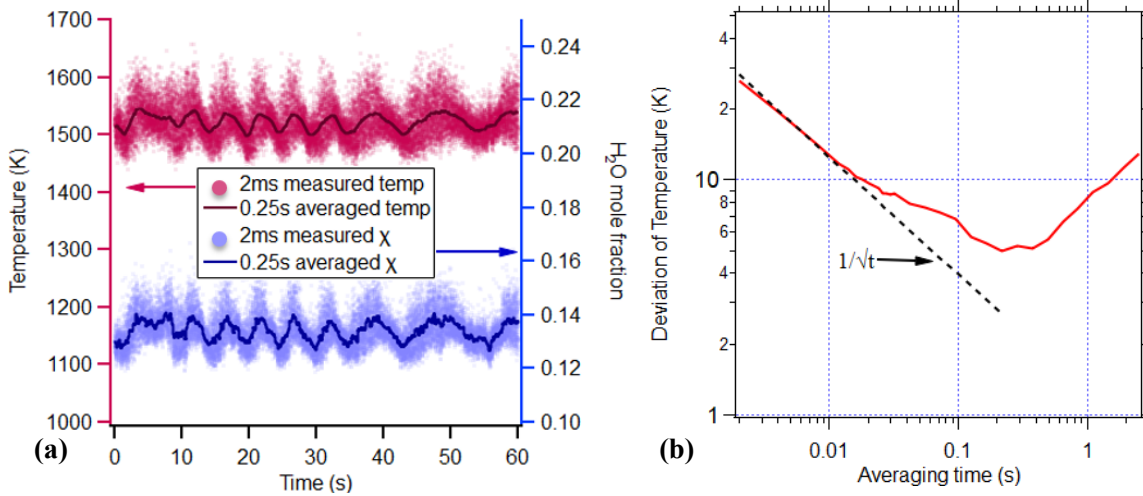 1700
1600
1500
1400
1300
1200
1100
1000
Temperature (K)
2ms measured temp
0.25s averaged temp
2ms measured χ
0.25s averaged χ
0.24
0.22
0.20
0.18
0.16
0.14
0.12
0.10
H2O mole fraction
0
10
20
30
40
50
60
Time (s)
(a)
4
2
10
8
6
4
2
1
Deviation of Temperature (K)
1/√t
0.01
0.1
1
Averaging time (s)
(b)